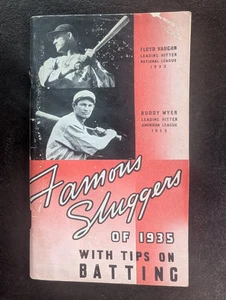 FLOYD VAUGHN
LEADING HITTER
NATIONAL LEAGUE
1935
BUDDY MYER
LEADING HITTER
AMERICAN LEAGUE
1935
Famous
Sluggers
OF 1935
WITH TIPS ON
BATTING